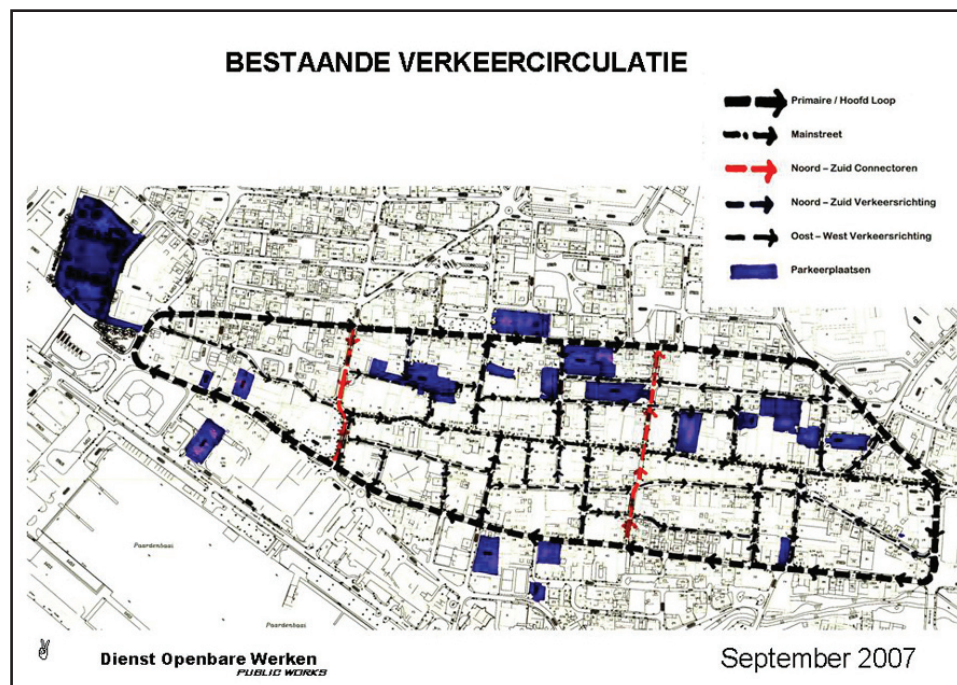 BESTAANDE VERKEERCIRCULATIE
Primaire / Hoofd Loop
Mainstreet
Noord – Zuid Connectoren
Noord – Zuid Verkeersrichting
Oost – West Verkeersrichting
Parkeerplaatsen
Paardenbaai
Paardenbaai
Dienst Openbare Werken
PUBLIC WORKS
September 2007